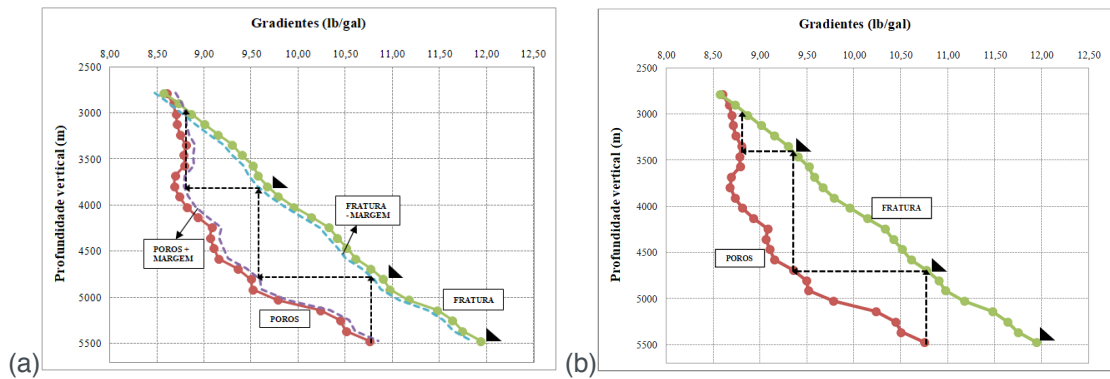 Gradientes (lb/gal)
8,00 8,50 9,00 9,50 10,00 10,50 11,00 11,50 12,00 12,50
Profundidade vertical (m)
2500
3000
3500
4000
4500
5000
5500
FRATURA
- MARGEM
POROS +
MARGEM
POROS
FRATURA
(a)
Gradientes (lb/gal)
8,00 8,50 9,00 9,50 10,00 10,50 11,00 11,50 12,00 12,50
Profundidade vertical (m)
2500
3000
3500
4000
4500
5000
5500
FRATURA
POROS
(b)